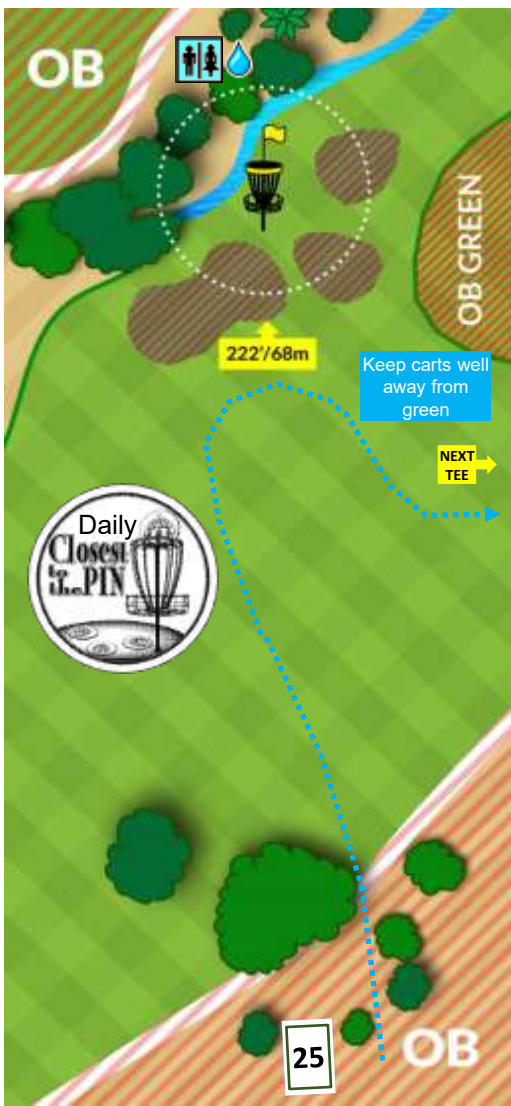 OB
OB GREEN
222'/68m
Keep carts well
away from
green
NEXT
TEE
Daily
Closest
to
the PIN
25
OB